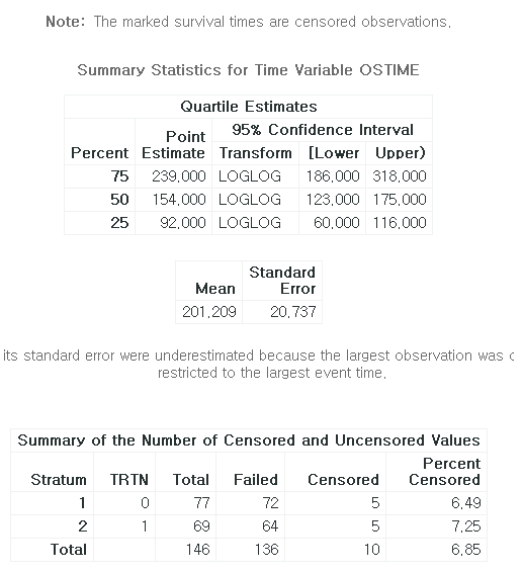 Note: The marked survival times are censored observations.
Summary Statistics for Time Variable OSTIME
Quartile Estimates
Percent Point Estimate 95% Confidence Interval
Transform [Lower Upper)
75 239,000 LOGLOG 186,000 318,000
50 154,000 LOGLOG 123,000 175,000
25 92,000 LOGLOG 60,000 116,000
Mean Standard Error
201,209 20,737
its standard error were underestimated because the largest observation was
restricted to the largest event time.
Summary of the Number of Censored and Uncensored Values
Stratum TRTN Total Failed Censored Percent Censored
1 0 77 72 5 6,49
2 1 69 64 5 7,25
Total 146 136 10 6,85